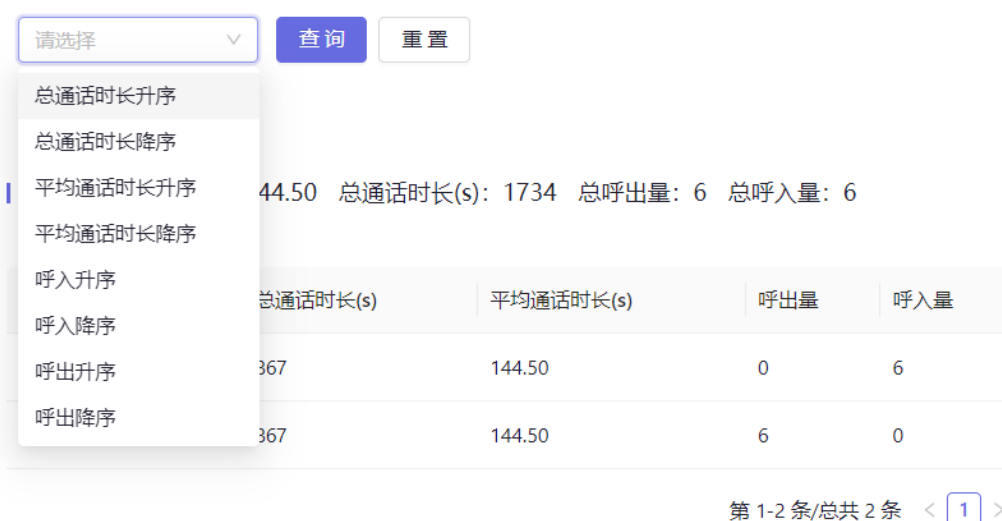 请选择 查询 重置
总通话时长升序
总通话时长降序
平均通话时长升序
平均通话时长降序
呼入升序
呼入降序
呼出升序
呼出降序
44.50 总通话时长(s)：1734 总呼出量：6 总呼入量：6
总通话时长(s) 平均通话时长(s) 呼出量 呼入量
867 144.50 0 6
867 144.50 6 0
第 1-2 条/总共 2 条 < 1 >